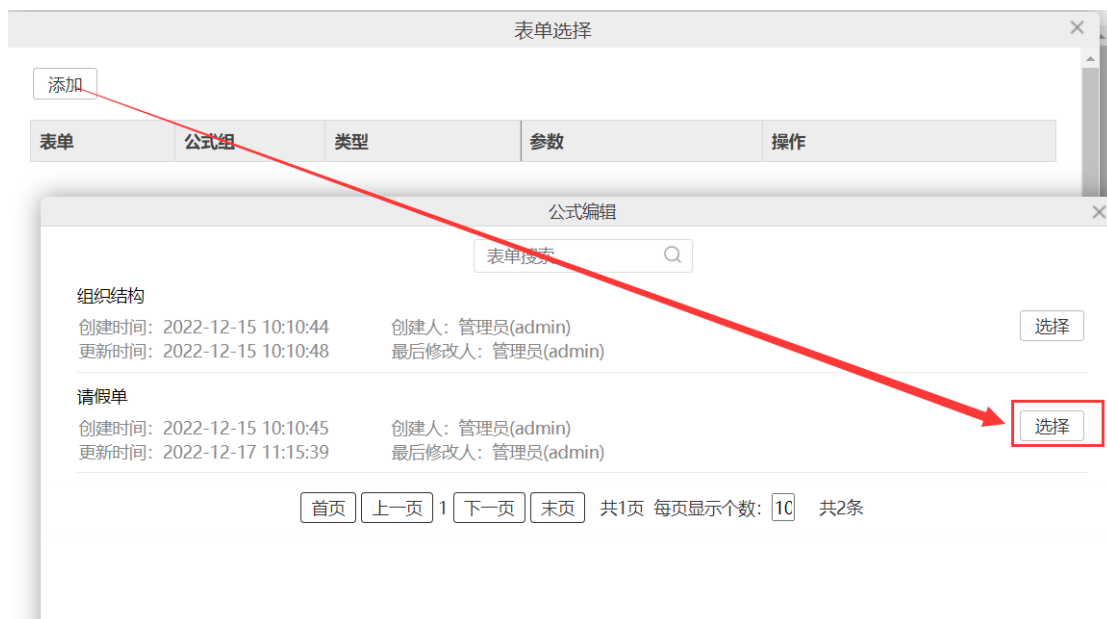 表单选择
添加
表单 公式组 类型 参数 操作
公式编辑
表单搜索
组织结构
创建时间：2022-12-15 10:10:44 创建人：管理员(admin) 选择
更新时间：2022-12-15 10:10:48 最后修改人：管理员(admin)
请假单
创建时间：2022-12-15 10:10:45 创建人：管理员(admin) 选择
更新时间：2022-12-17 11:15:39 最后修改人：管理员(admin)
首页 上一页 1 下一页 末页 共1页 每页显示个数：10 共2条